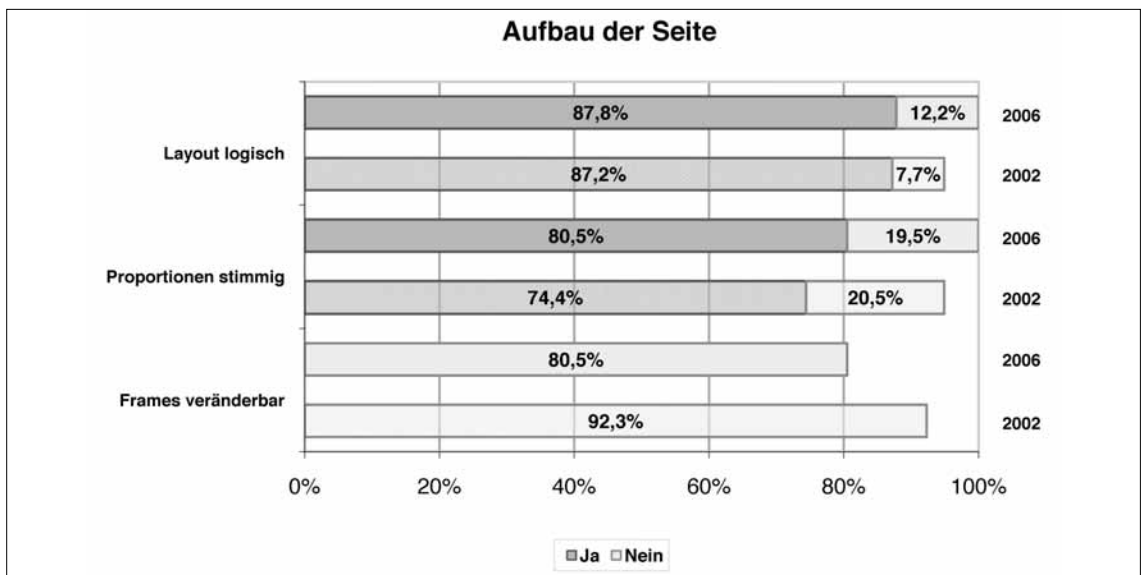 Aufbau der Seite
87,8% 12,2% 2006
Layout logisch
87,2% 7,7% 2002
80,5% 19,5% 2006
Proportionen stimmig
74,4% 20,5% 2002
80,5% 2006
Frames veränderbar
92,3% 2002
0% 20% 40% 60% 80% 100%
Ja Nein